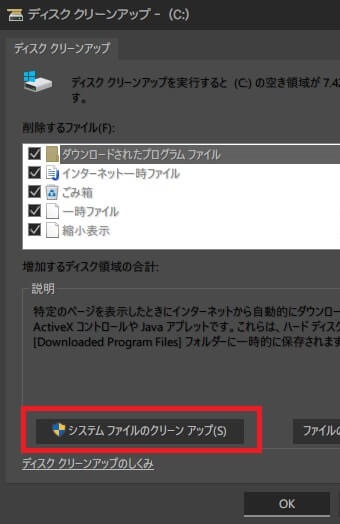 ディスク クリーンアップ - (C:)
ディスク クリーンアップ
ディスク クリーンアップを実行すると (C:) の空き領域が 7.42
す。
削除するファイル(F):
ダウンロードされたプログラム ファイル
インターネット一時ファイル
ごみ箱
一時ファイル
縮小表示
増加するディスク領域の合計:
説明
特定のページを表示したときにインターネットから自動的にダウンロー
ActiveX コントロールや Java アプレットです。これらは、ハード ディスク
[Downloaded Program Files] フォルダーに一時的に保存されます
システム ファイルのクリーン アップ(S)
ファイルの
ディスク クリーンアップのしくみ
OK